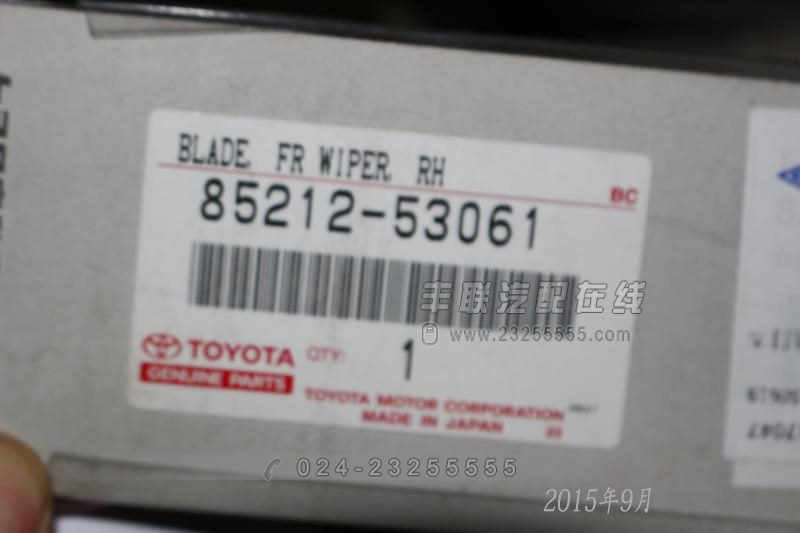 BLADE, FR WIPER, RH
BC
85212-53061
丰联汽配在线
www.23255555.com
TOYOTA QTY: 1
GENUINE PARTS
TOYOTA MOTOR CORPORATION
MADE IN JAPAN
024-23255555
2015年9月